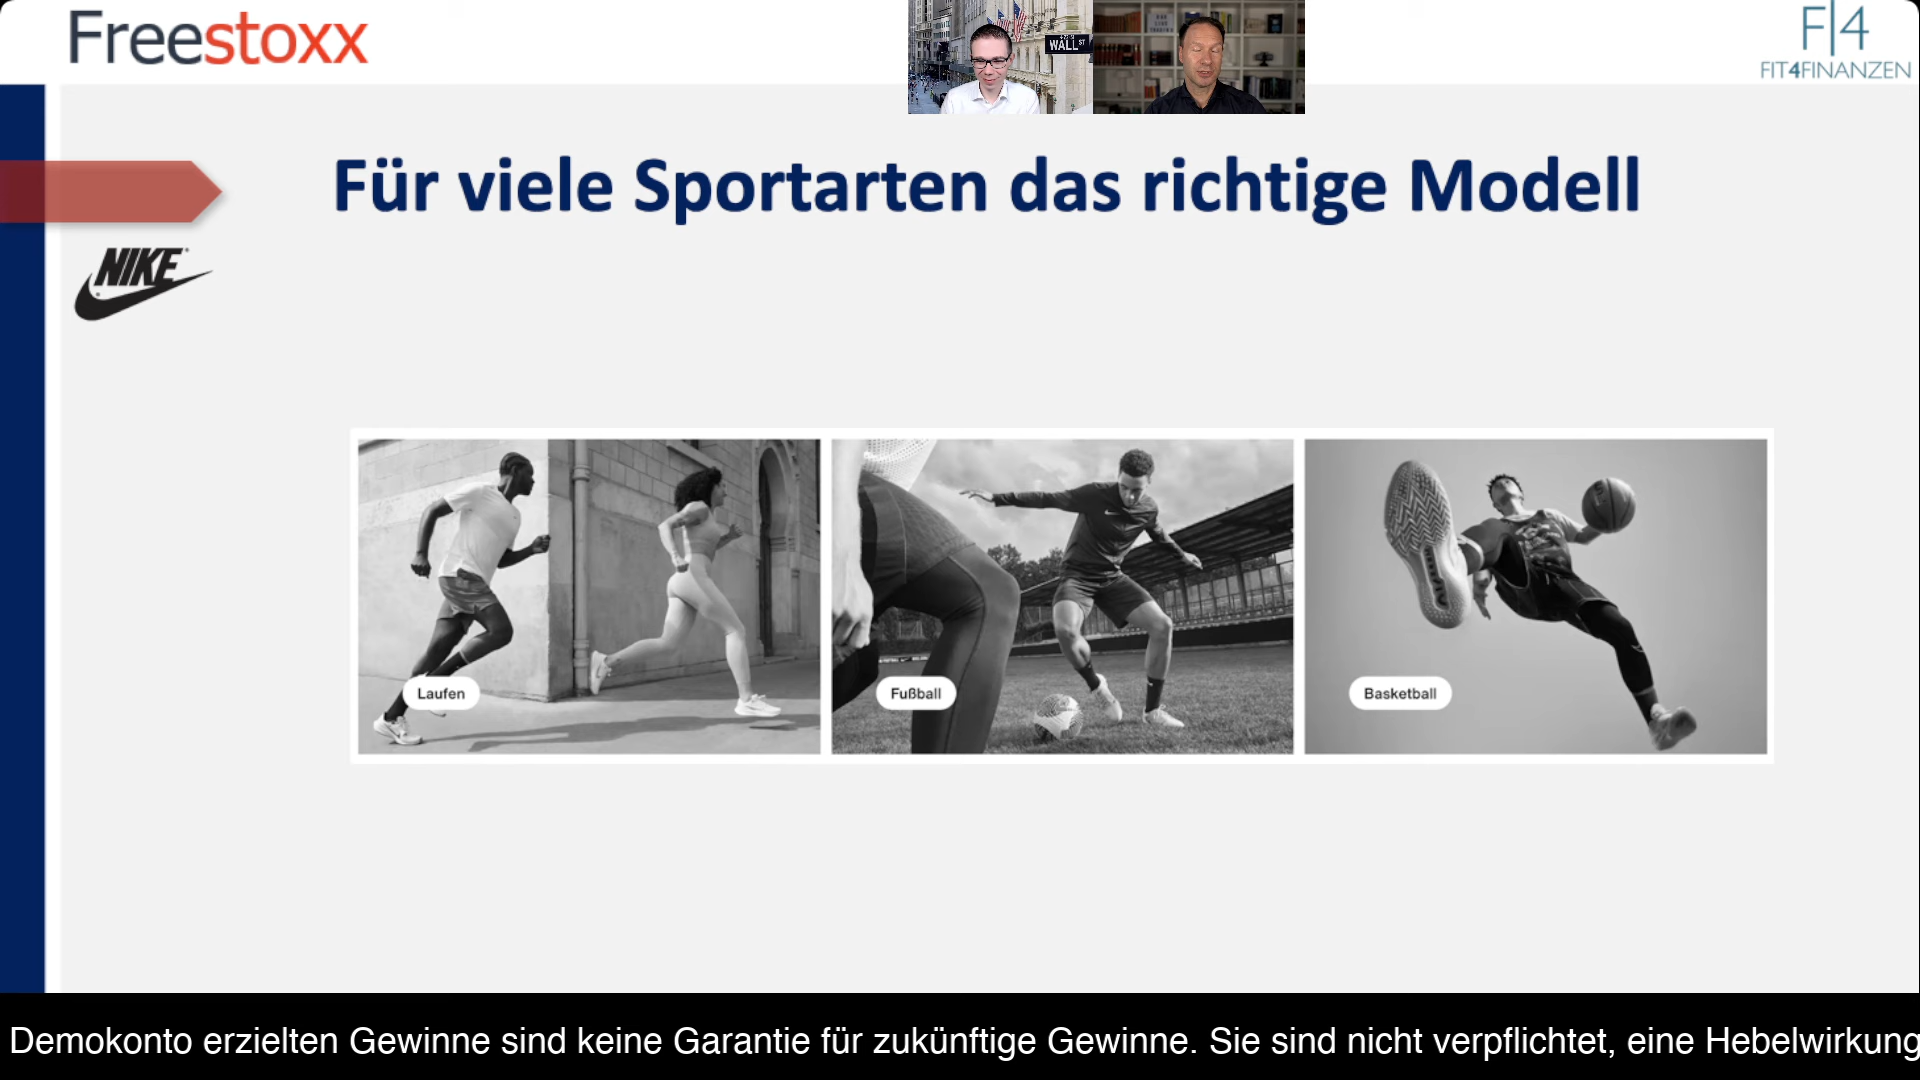 Freestoxx
WALL ST
F|4
FIT4FINANZEN
Für viele Sportarten das richtige Modell
NIKE
Laufen
Fußball
Basketball
Demokonto erzielten Gewinne sind keine Garantie für zukünftige Gewinne. Sie sind nicht verpflichtet, eine Hebelwirkung